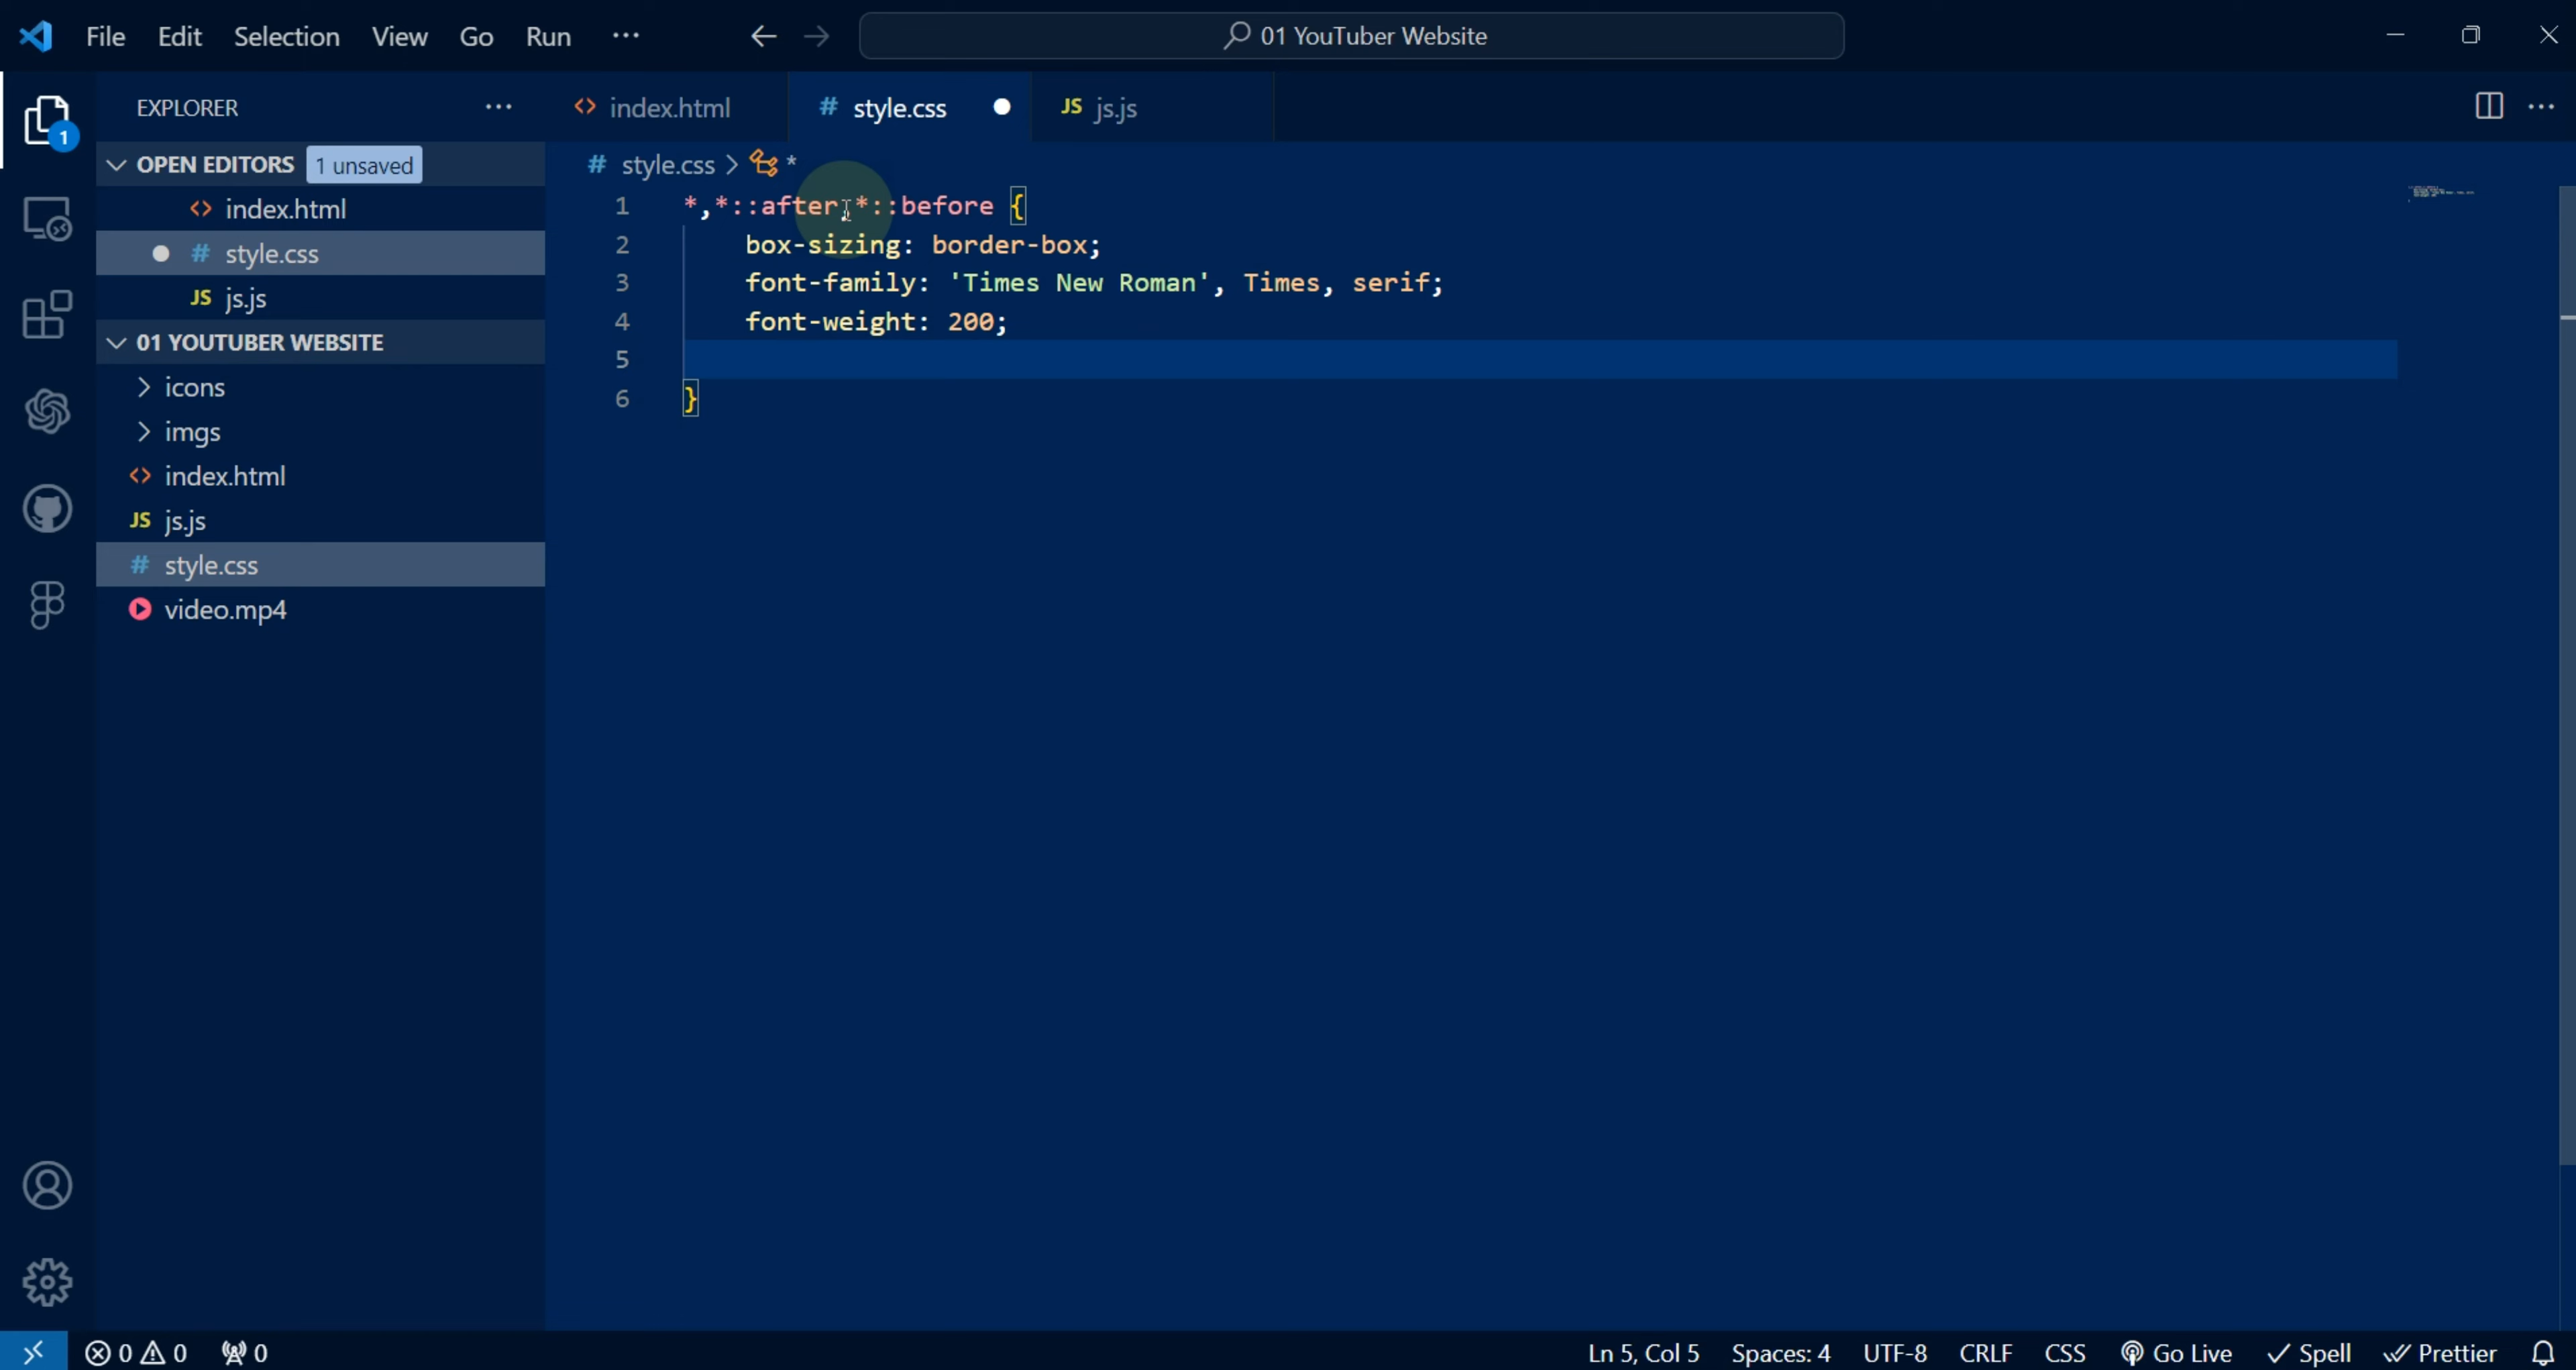 File Edit Selection View Go Run ··· 01 YouTuber Website
EXPLORER ···
1
OPEN EDITORS 1 unsaved
<> index.html
# style.css
JS js.js
01 YOUTUBER WEBSITE
icons
imgs
<> index.html
JS js.js
# style.css
video.mp4
<> index.html # style.css JS js.js ···
# style.css > *
1 *,*::after,*::before {
2 box-sizing: border-box;
3 font-family: 'Times New Roman', Times, serif;
4 font-weight: 200;
5
6 }
0 0 0 Ln 5, Col 5 Spaces: 4 UTF-8 CRLF CSS Go Live Spell Prettier